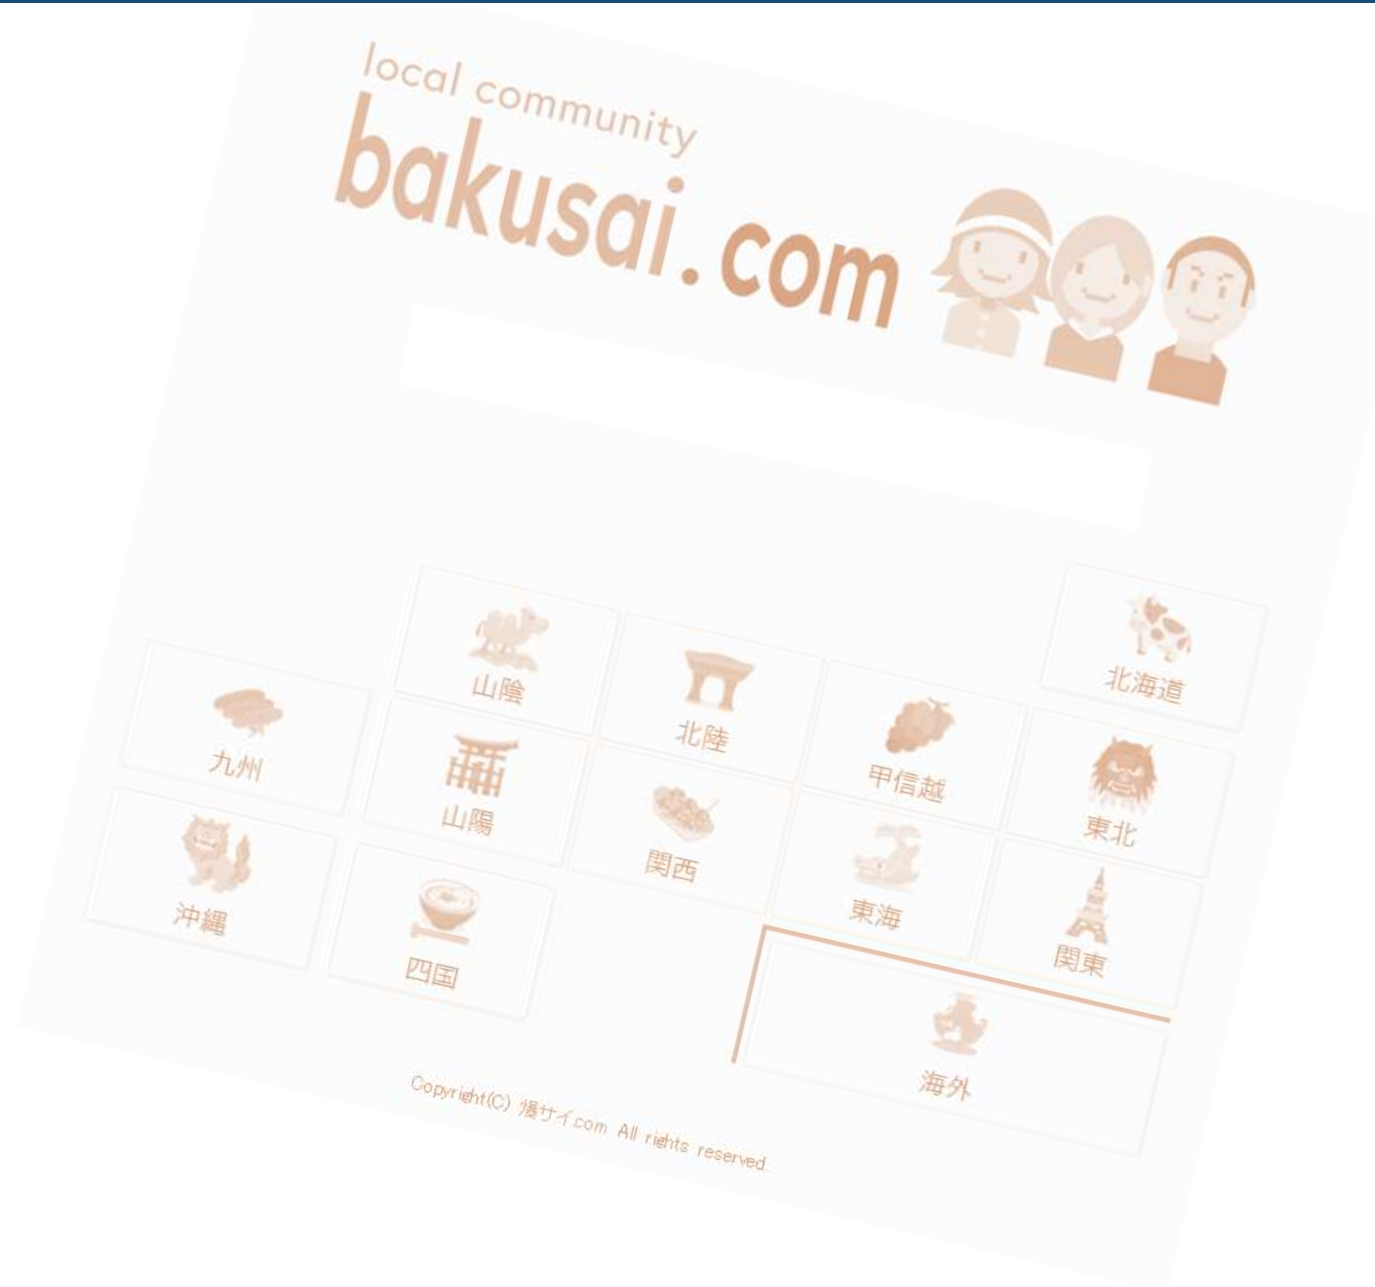 local community
bakusai.com
北海道
山陰
北陸
甲信越
東北
九州
山陽
関西
東海
関東
沖縄
四国
海外
Copyright(C) 爆サイ.com All rights reserved.